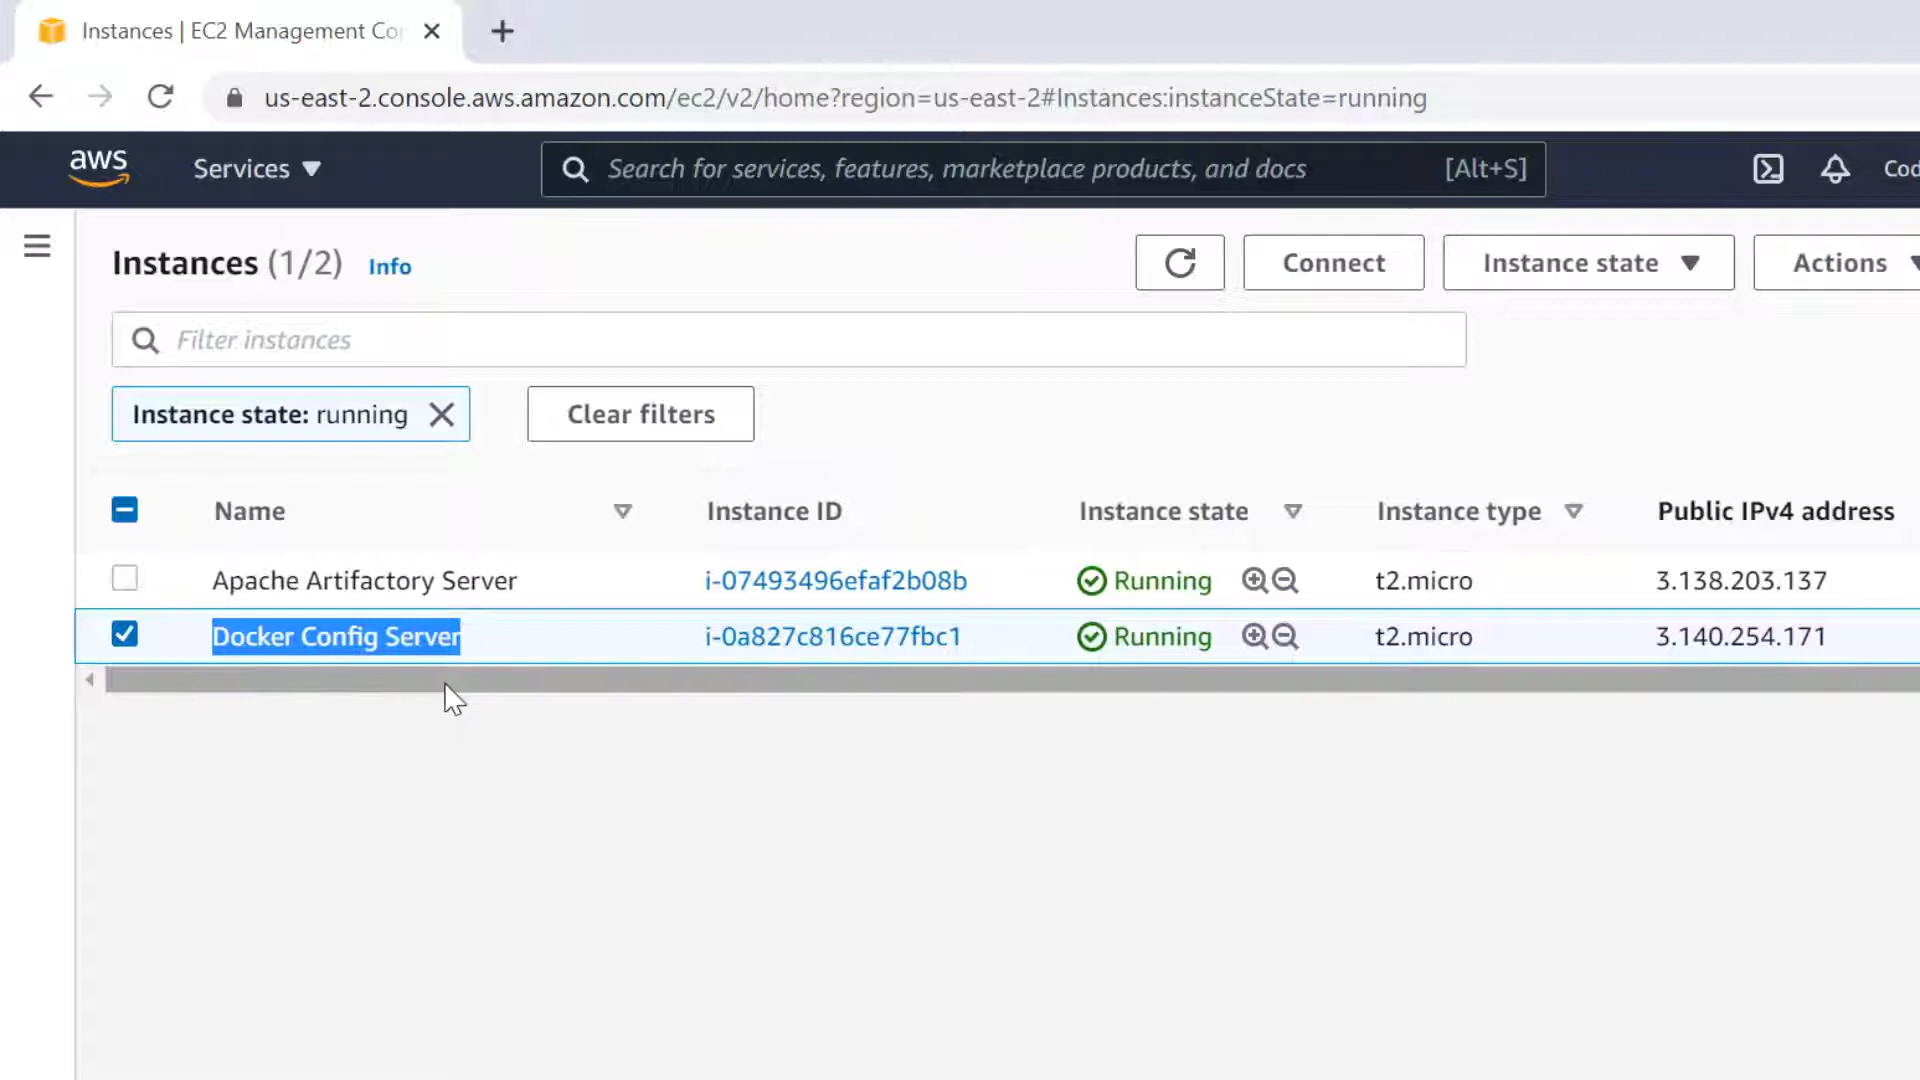 Instances | EC2 Management Co
us-east-2.console.aws.amazon.com/ec2/v2/home?region=us-east-2#Instances:instanceState=running
aws Services Search for services, features, marketplace products, and docs [Alt+S] Cod
Instances (1/2) Info Connect Instance state Actions
Filter instances
Instance state: running Clear filters
Name Instance ID Instance state Instance type Public IPv4 address
Apache Artifactory Server i-07493496efaf2b08b Running t2.micro 3.138.203.137
Docker Config Server i-0a827c816ce77fbc1 Running t2.micro 3.140.254.171